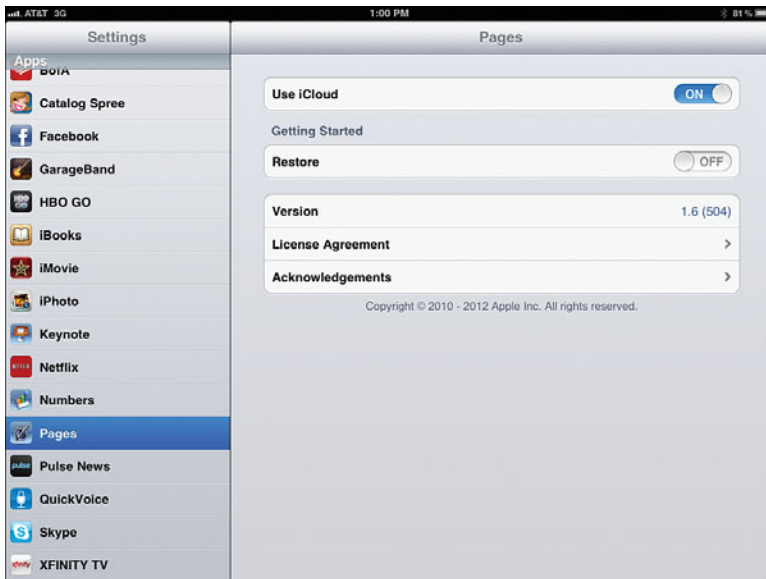 AT&T 3G
1:00 PM
81%
Settings
Pages
Apps
BofA
Catalog Spree
Facebook
GarageBand
HBO GO
iBooks
iMovie
iPhoto
Keynote
Netflix
Numbers
Pages
Pulse News
QuickVoice
Skype
XFINITY TV
Use iCloud
ON
Getting Started
Restore
OFF
Version
1.6 (504)
License Agreement
Acknowledgements
Copyright © 2010 - 2012 Apple Inc. All rights reserved.